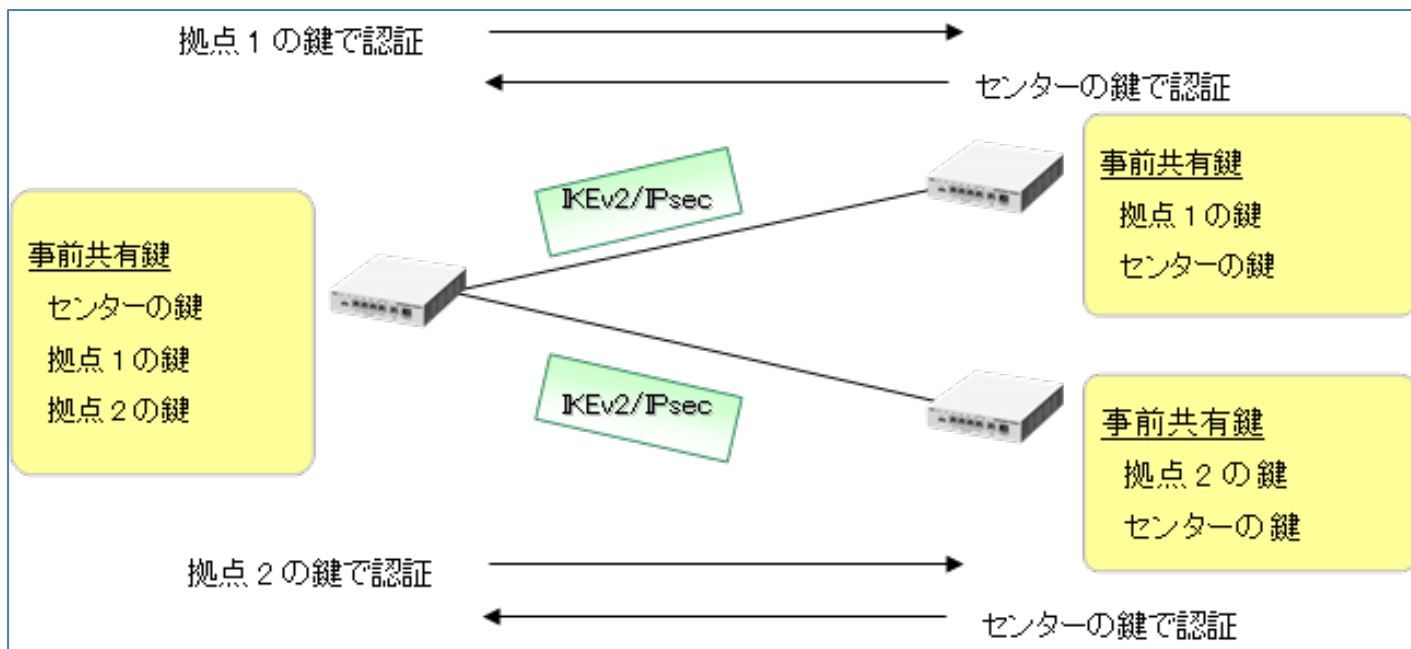 拠点１の鍵で認証
センターの鍵で認証
IKEv2/IPsec
事前共有鍵
拠点１の鍵
センターの鍵
事前共有鍵
センターの鍵
拠点１の鍵
拠点２の鍵
IKEv2/IPsec
事前共有鍵
拠点２の鍵
センターの鍵
拠点２の鍵で認証
センターの鍵で認証